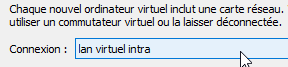 Chaque nouvel ordinateur virtuel inclut une carte réseau.
utiliser un commutateur virtuel ou la laisser déconnectée.
Connexion : lan virtuel intra